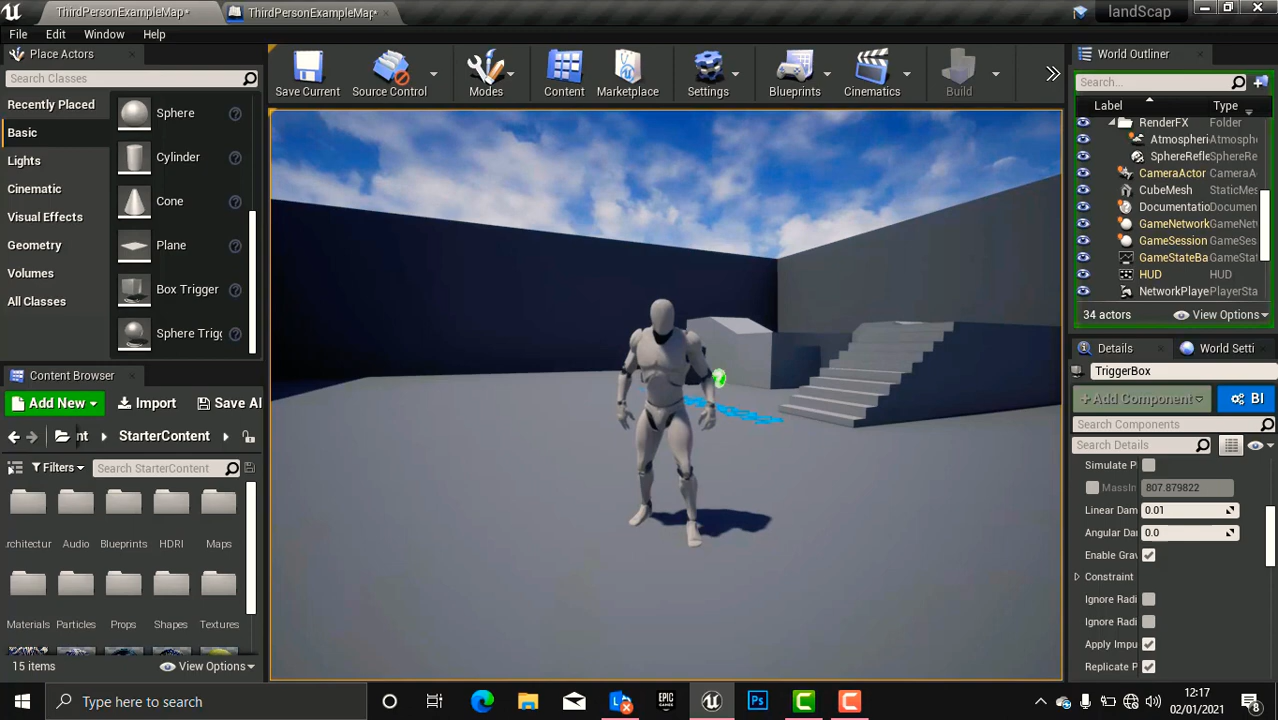 ThirdPersonExampleMap*
ThirdPersonExampleMap*
landScap
File
Edit
Window
Help
Place Actors
Search Classes
Recently Placed
Basic
Lights
Cinematic
Visual Effects
Geometry
Volumes
All Classes
Sphere
Cylinder
Cone
Plane
Box Trigger
Sphere Trigg
Save Current
Source Control
Modes
Content
Marketplace
Settings
Blueprints
Cinematics
Build
World Outliner
Search...
Label
Type
RenderFX
Folder
Atmospheri
Atmosphe
SphereRefle
SphereRe
CameraActor
CameraA
CubeMesh
StaticMes
Documentatio
Documen
GameNetwork
GameNet
GameSession
GameSes
GameStateBa
GameStat
HUD
HUD
NetworkPlaye
PlayerSta
34 actors
View Options
Details
World Setti
TriggerBox
+ Add Component
Bl
Search Components
Search Details
Simulate P
MassIn
807.879822
Linear Dam
0.01
Angular Da
0.0
Enable Grav
Constraint
Ignore Radi
Ignore Radi
Apply Impu
Replicate P
Content Browser
Add New
Import
Save Al
nt
StarterContent
Filters
Search StarterContent
rchitectur
Audio
Blueprints
HDRI
Maps
Materials
Particles
Props
Shapes
Textures
15 items
View Options
Type here to search
EPIC
GAMES
Ps
12:17
02/01/2021
8